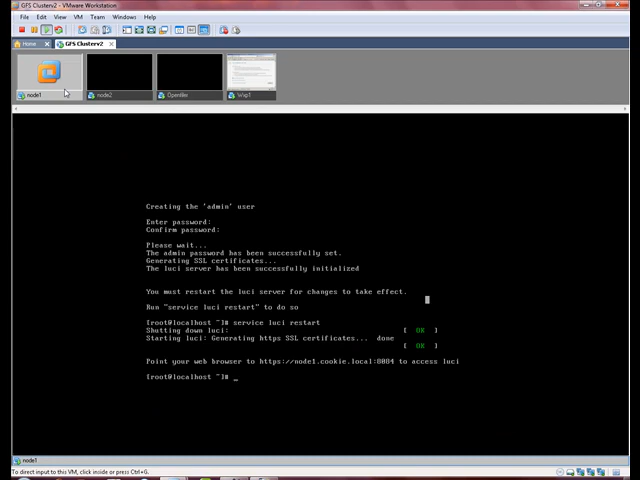 GFS Clusterv2 - VMware Workstation
File Edit View VM Team Windows Help
Home GFS Clusterv2
node1 node2 Openfiler Wxp1
Creating the 'admin' user
Enter password:
Confirm password:
Please wait...
The admin password has been successfully set.
Generating SSL certificates...
The luci server has been successfully initialized
You must restart the luci server for changes to take effect.
Run "service luci restart" to do so
[root@localhost ~]# service luci restart
Shutting down luci: [ OK ]
Starting luci: Generating https SSL certificates... done
[ OK ]
Point your web browser to https://node1.cookie.local:8084 to access luci
[root@localhost ~]# _
node1
To direct input to this VM, click inside or press Ctrl+G.